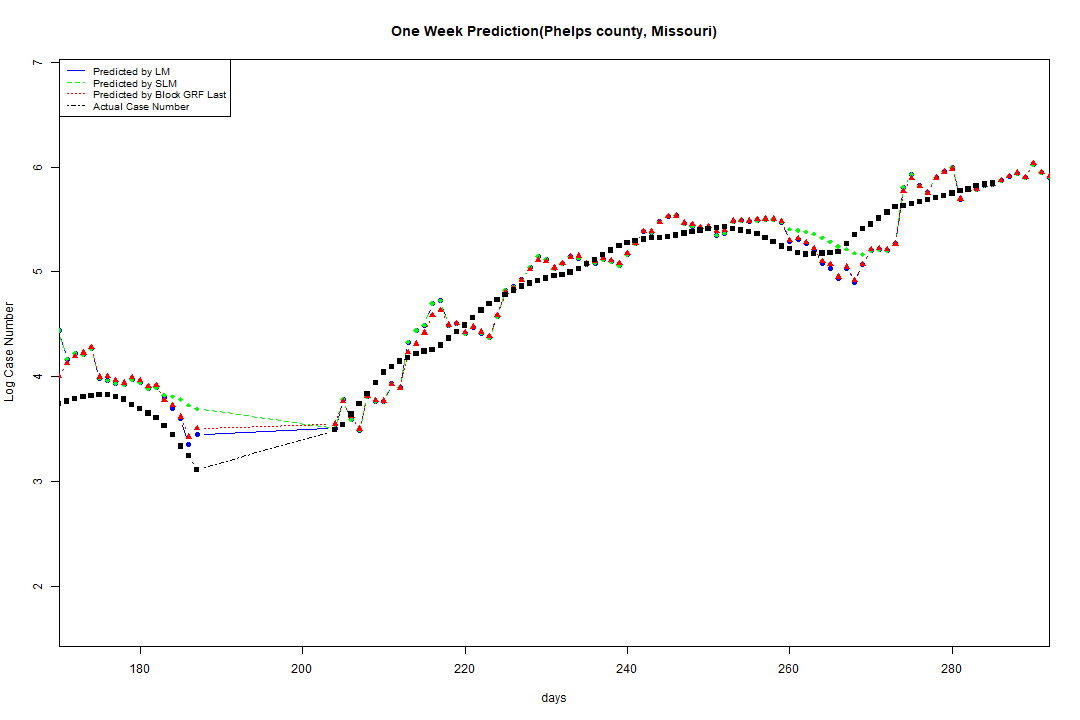 One Week Prediction(Phelps county, Missouri)
7
Predicted by LM
Predicted by SLM
Predicted by Block GRF Last
Actual Case Number
6
5
4
3
2
Log Case Number
180 200 220 240 260 280
days